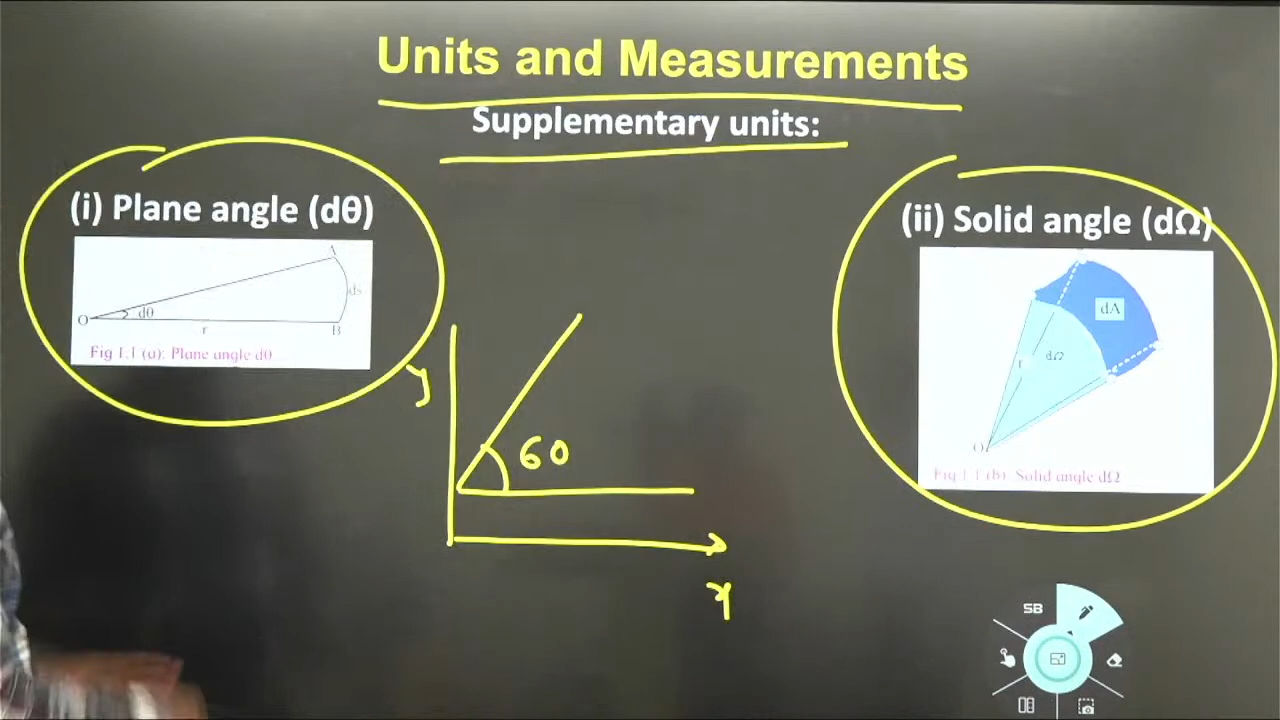 Units and Measurements
Supplementary units:
(i) Plane angle (dθ)
A
ds
O
dθ
r
B
Fig 1.1 (a): Plane angle dθ
(ii) Solid angle (dΩ)
dA
r
dΩ
O
Fig 1.1 (b): Solid angle dΩ
y
60
x
SB